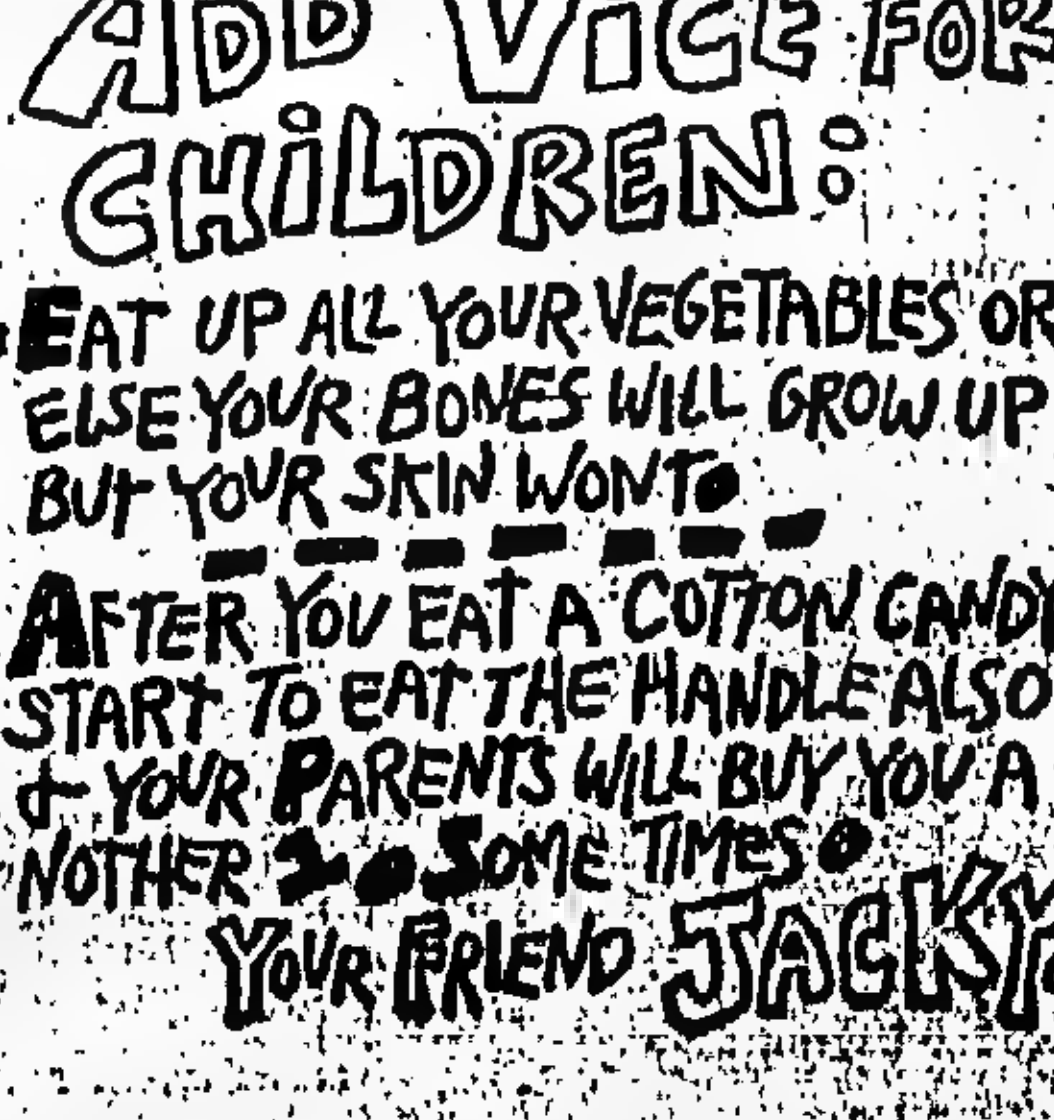 ADD VICE FOR
CHiLDREN:
EAT UP ALL YOUR VEGETABLES OR
ELSE YOUR BONES WILL GROW UP
BUT YOUR SKIN WONT.
AFTER YOU EAT A COTTON CANDY
START TO EAT THE HANDLE ALSO
& YOUR PARENTS WILL BUY YOU A
NOTHER 2. SOME TIMES.
YOUR FRIEND JACKY